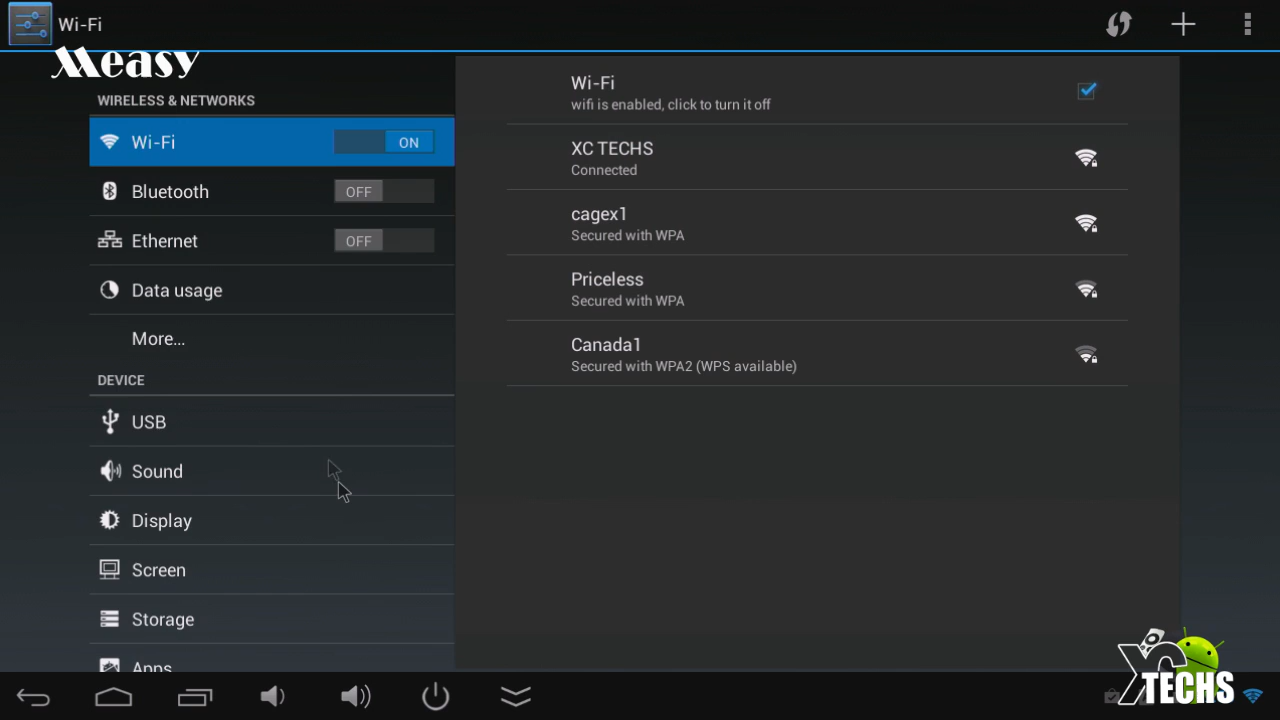 Wi-Fi
Measy
WIRELESS & NETWORKS
Wi-Fi
ON
Bluetooth
OFF
Ethernet
OFF
Data usage
More...
DEVICE
USB
Sound
Display
Screen
Storage
Apps
Wi-Fi
wifi is enabled, click to turn it off
XC TECHS
Connected
cagex1
Secured with WPA
Priceless
Secured with WPA
Canada1
Secured with WPA2 (WPS available)
XC
TECHS